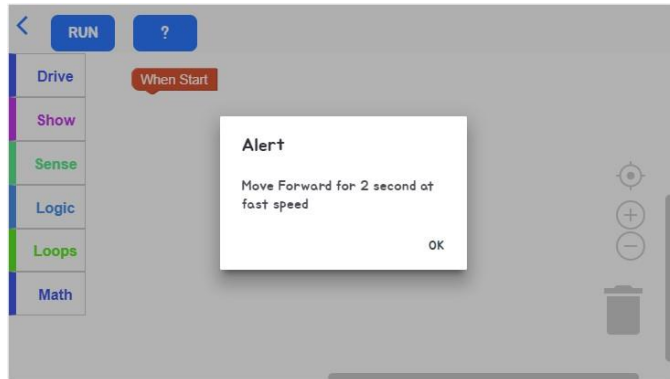 RUN
?
Drive
Show
Sense
Logic
Loops
Math
When Start
Alert
Move Forward for 2 second at
fast speed
OK